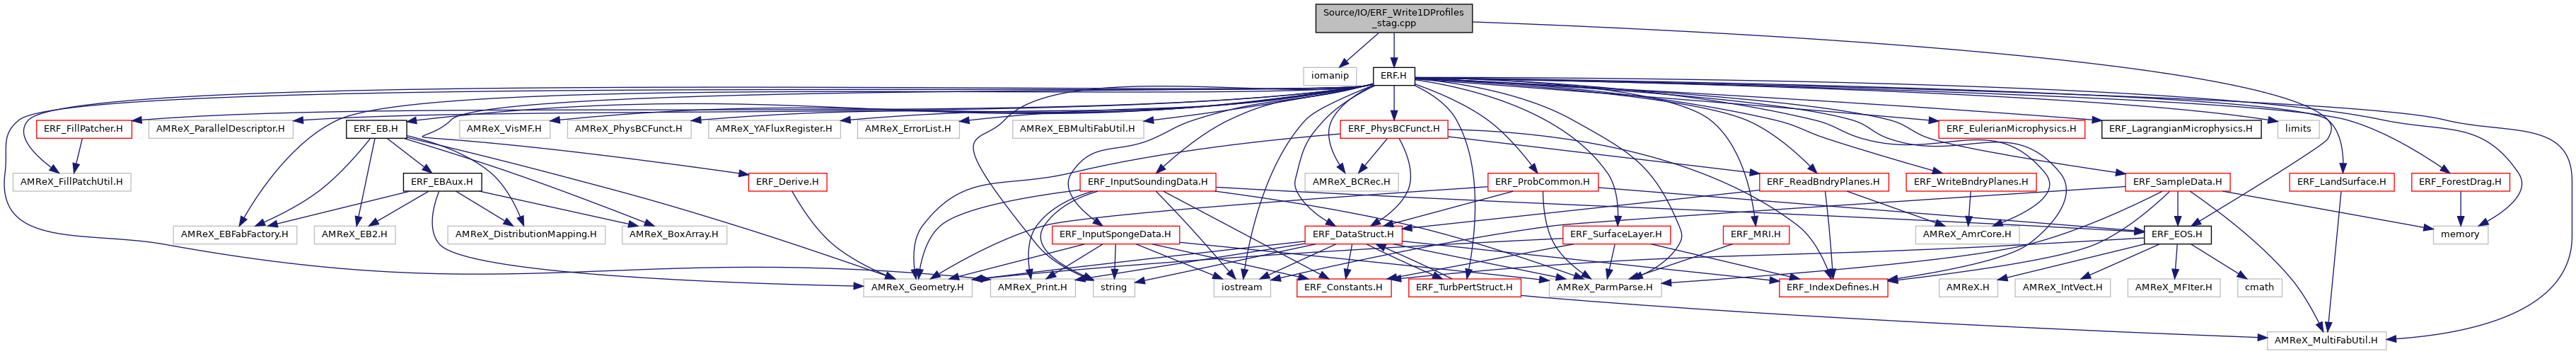 Source/IO/ERF_Write1DProfiles
_stag.cpp
iomanip
ERF.H
ERF_FillPatcher.H
AMReX_ParallelDescriptor.H
ERF_EB.H
AMReX_VisMF.H
AMReX_PhysBCFunct.H
AMReX_YAFluxRegister.H
AMReX_ErrorList.H
AMReX_EBMultiFabUtil.H
ERF_PhysBCFunct.H
ERF_EulerianMicrophysics.H
ERF_LagrangianMicrophysics.H
limits
AMReX_FillPatchUtil.H
ERF_EBAux.H
ERF_Derive.H
ERF_InputSoundingData.H
AMReX_BCRec.H
ERF_ProbCommon.H
ERF_ReadBndryPlanes.H
ERF_WriteBndryPlanes.H
ERF_SampleData.H
ERF_LandSurface.H
ERF_ForestDrag.H
AMReX_EBFabFactory.H
AMReX_EB2.H
AMReX_DistributionMapping.H
AMReX_BoxArray.H
ERF_InputSpongeData.H
ERF_DataStruct.H
ERF_SurfaceLayer.H
ERF_MRI.H
AMReX_AmrCore.H
ERF_EOS.H
memory
AMReX_Geometry.H
AMReX_Print.H
string
iostream
ERF_Constants.H
ERF_TurbPertStruct.H
AMReX_ParmParse.H
ERF_IndexDefines.H
AMReX.H
AMReX_IntVect.H
AMReX_MFIter.H
cmath
AMReX_MultiFabUtil.H